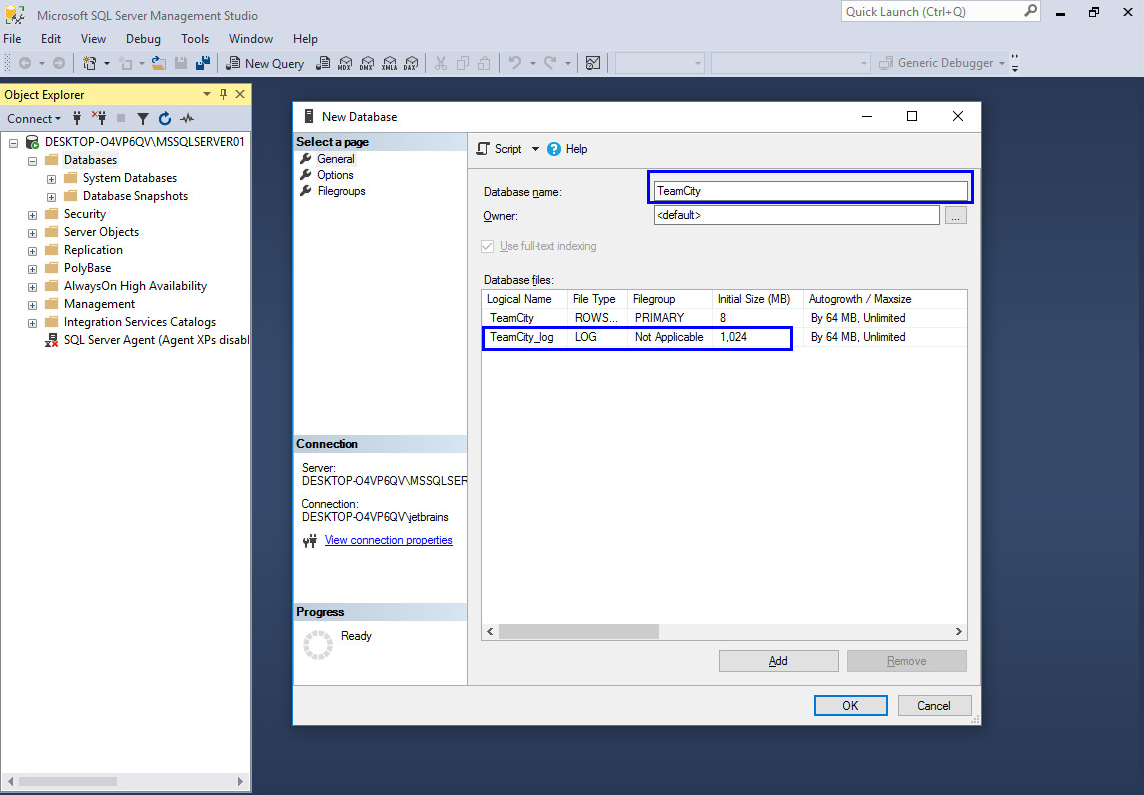 Microsoft SQL Server Management Studio
Quick Launch (Ctrl+Q)
File Edit View Debug Tools Window Help
New Query MDX DMX XMLA DAX Generic Debugger
Object Explorer
Connect
DESKTOP-O4VP6QV\MSSQLSERVER01
Databases
System Databases
Database Snapshots
Security
Server Objects
Replication
PolyBase
AlwaysOn High Availability
Management
Integration Services Catalogs
SQL Server Agent (Agent XPs disabl
New Database
Select a page
General
Options
Filegroups
Connection
Server:
DESKTOP-O4VP6QV\MSSQLSER
Connection:
DESKTOP-O4VP6QV\jetbrains
View connection properties
Progress
Ready
Script Help
Database name: TeamCity
Owner: <default> ...
Use full-text indexing
Database files:
Logical Name File Type Filegroup Initial Size (MB) Autogrowth / Maxsize
TeamCity ROWS... PRIMARY 8 By 64 MB, Unlimited
TeamCity_log LOG Not Applicable 1,024 By 64 MB, Unlimited
Add Remove
OK Cancel